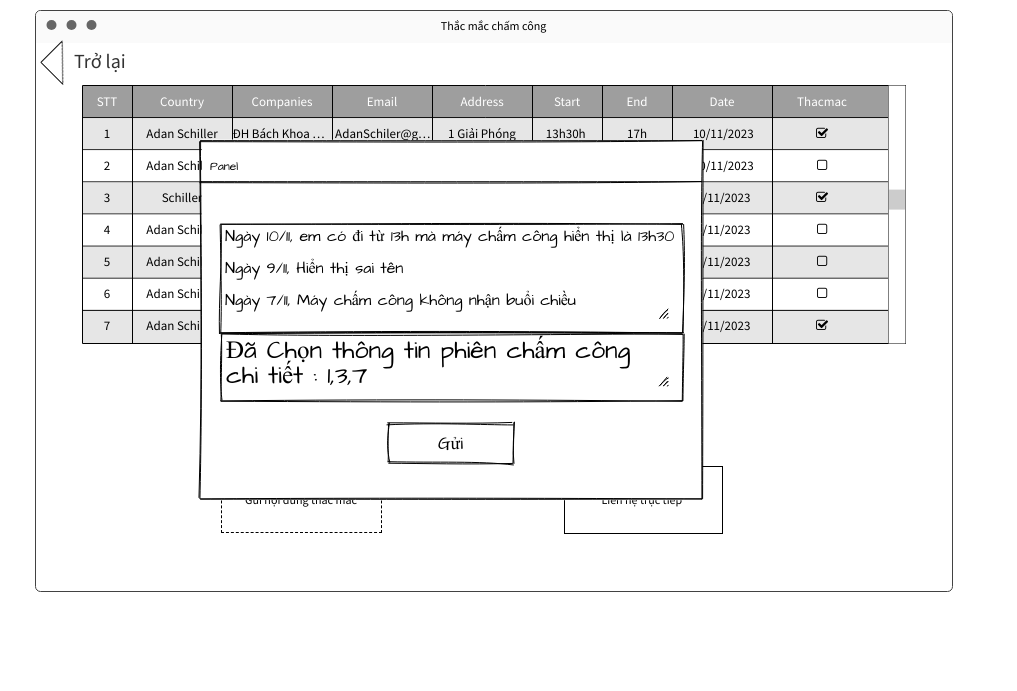 Thắc mắc chấm công
Trở lại
STT Country Companies Email Address Start End Date Thacmac
1 Adan Schiller ĐH Bách Khoa ... AdanSchiler@g... 1 Giải Phóng 13h30h 17h 10/11/2023
2 Adan Schil /11/2023
3 Schiller /11/2023
4 Adan Schi /11/2023
5 Adan Schi /11/2023
6 Adan Schi /11/2023
7 Adan Schi /11/2023
Panel
Ngày 10/11, em có đi từ 13h mà máy chấm công hiển thị là 13h30
Ngày 9/11, Hiển thị sai tên
Ngày 7/11, Máy chấm công không nhận buổi chiều
Đã Chọn thông tin phiên chấm công
chi tiết : 1,3,7
Gửi
Gửi nội dung thắc mắc Liên hệ trực tiếp